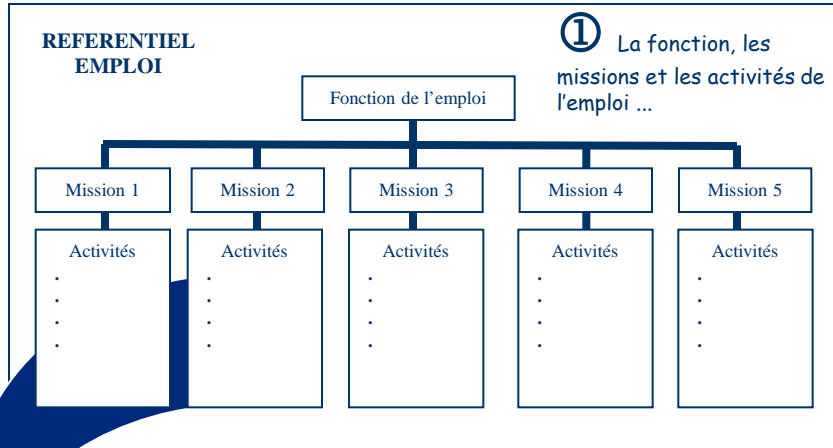 REFERENTIEL
EMPLOI
① La fonction, les
missions et les activités de
l'emploi ...
Fonction de l'emploi
Mission 1
Mission 2
Mission 3
Mission 4
Mission 5
Activités
.
.
.
.
Activités
.
.
.
.
Activités
.
.
.
.
Activités
.
.
.
.
Activités
.
.
.
.